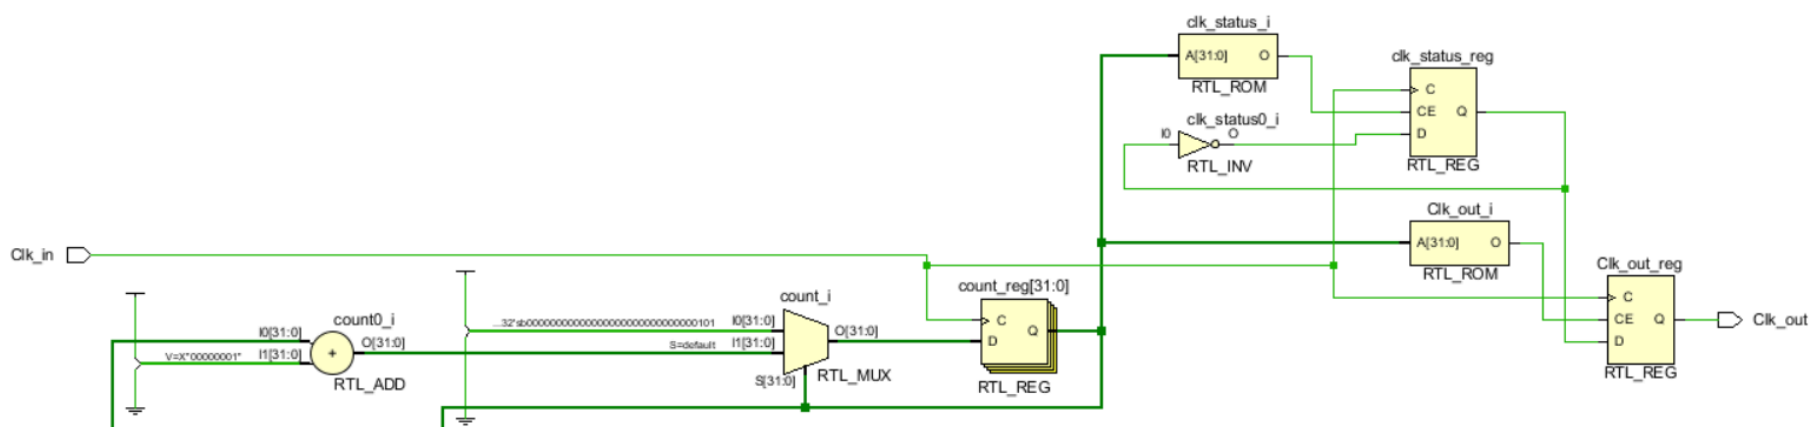 clk_status_i
A[31:0] O
RTL_ROM
clk_status_reg
C
CE Q
D
RTL_REG
clk_status0_i
I0 O
RTL_INV
Clk_out_i
A[31:0] O
RTL_ROM
Clk_in
Clk_out_reg
C
CE Q
D
RTL_REG
Clk_out
count0_i
I0[31:0]
V=X"00000001" I1[31:0]
+
O[31:0]
RTL_ADD
count_i
...32'sb00000000000000000000000000000101 I0[31:0]
S=default I1[31:0]
S[31:0]
O[31:0]
RTL_MUX
count_reg[31:0]
C
Q
D
RTL_REG